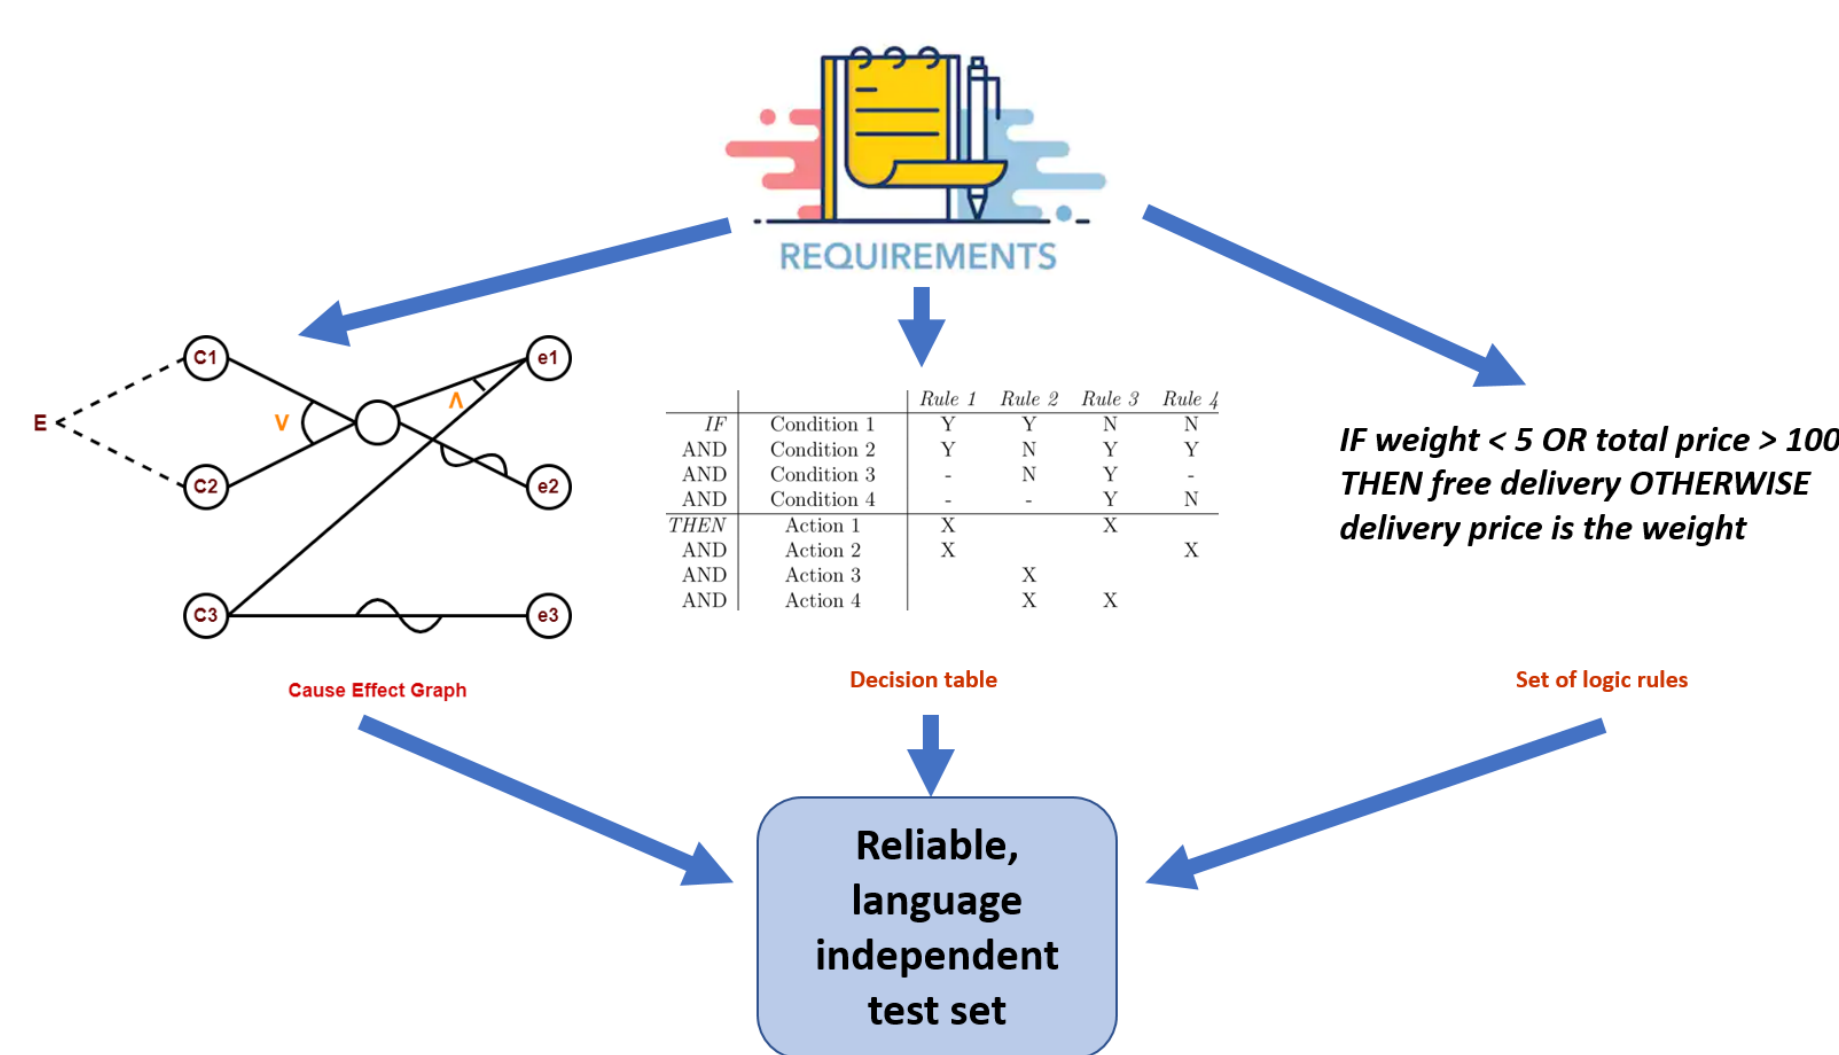 REQUIREMENTS
C1
e1
E
V
Λ
C2
e2
C3
e3
Cause Effect Graph
Rule 1 Rule 2 Rule 3 Rule 4
IF Condition 1 Y Y N N
AND Condition 2 Y N Y Y
AND Condition 3 - N Y -
AND Condition 4 - - Y N
THEN Action 1 X X
AND Action 2 X X
AND Action 3 X
AND Action 4 X X
Decision table
IF weight < 5 OR total price > 100
THEN free delivery OTHERWISE
delivery price is the weight
Set of logic rules
Reliable,
language
independent
test set